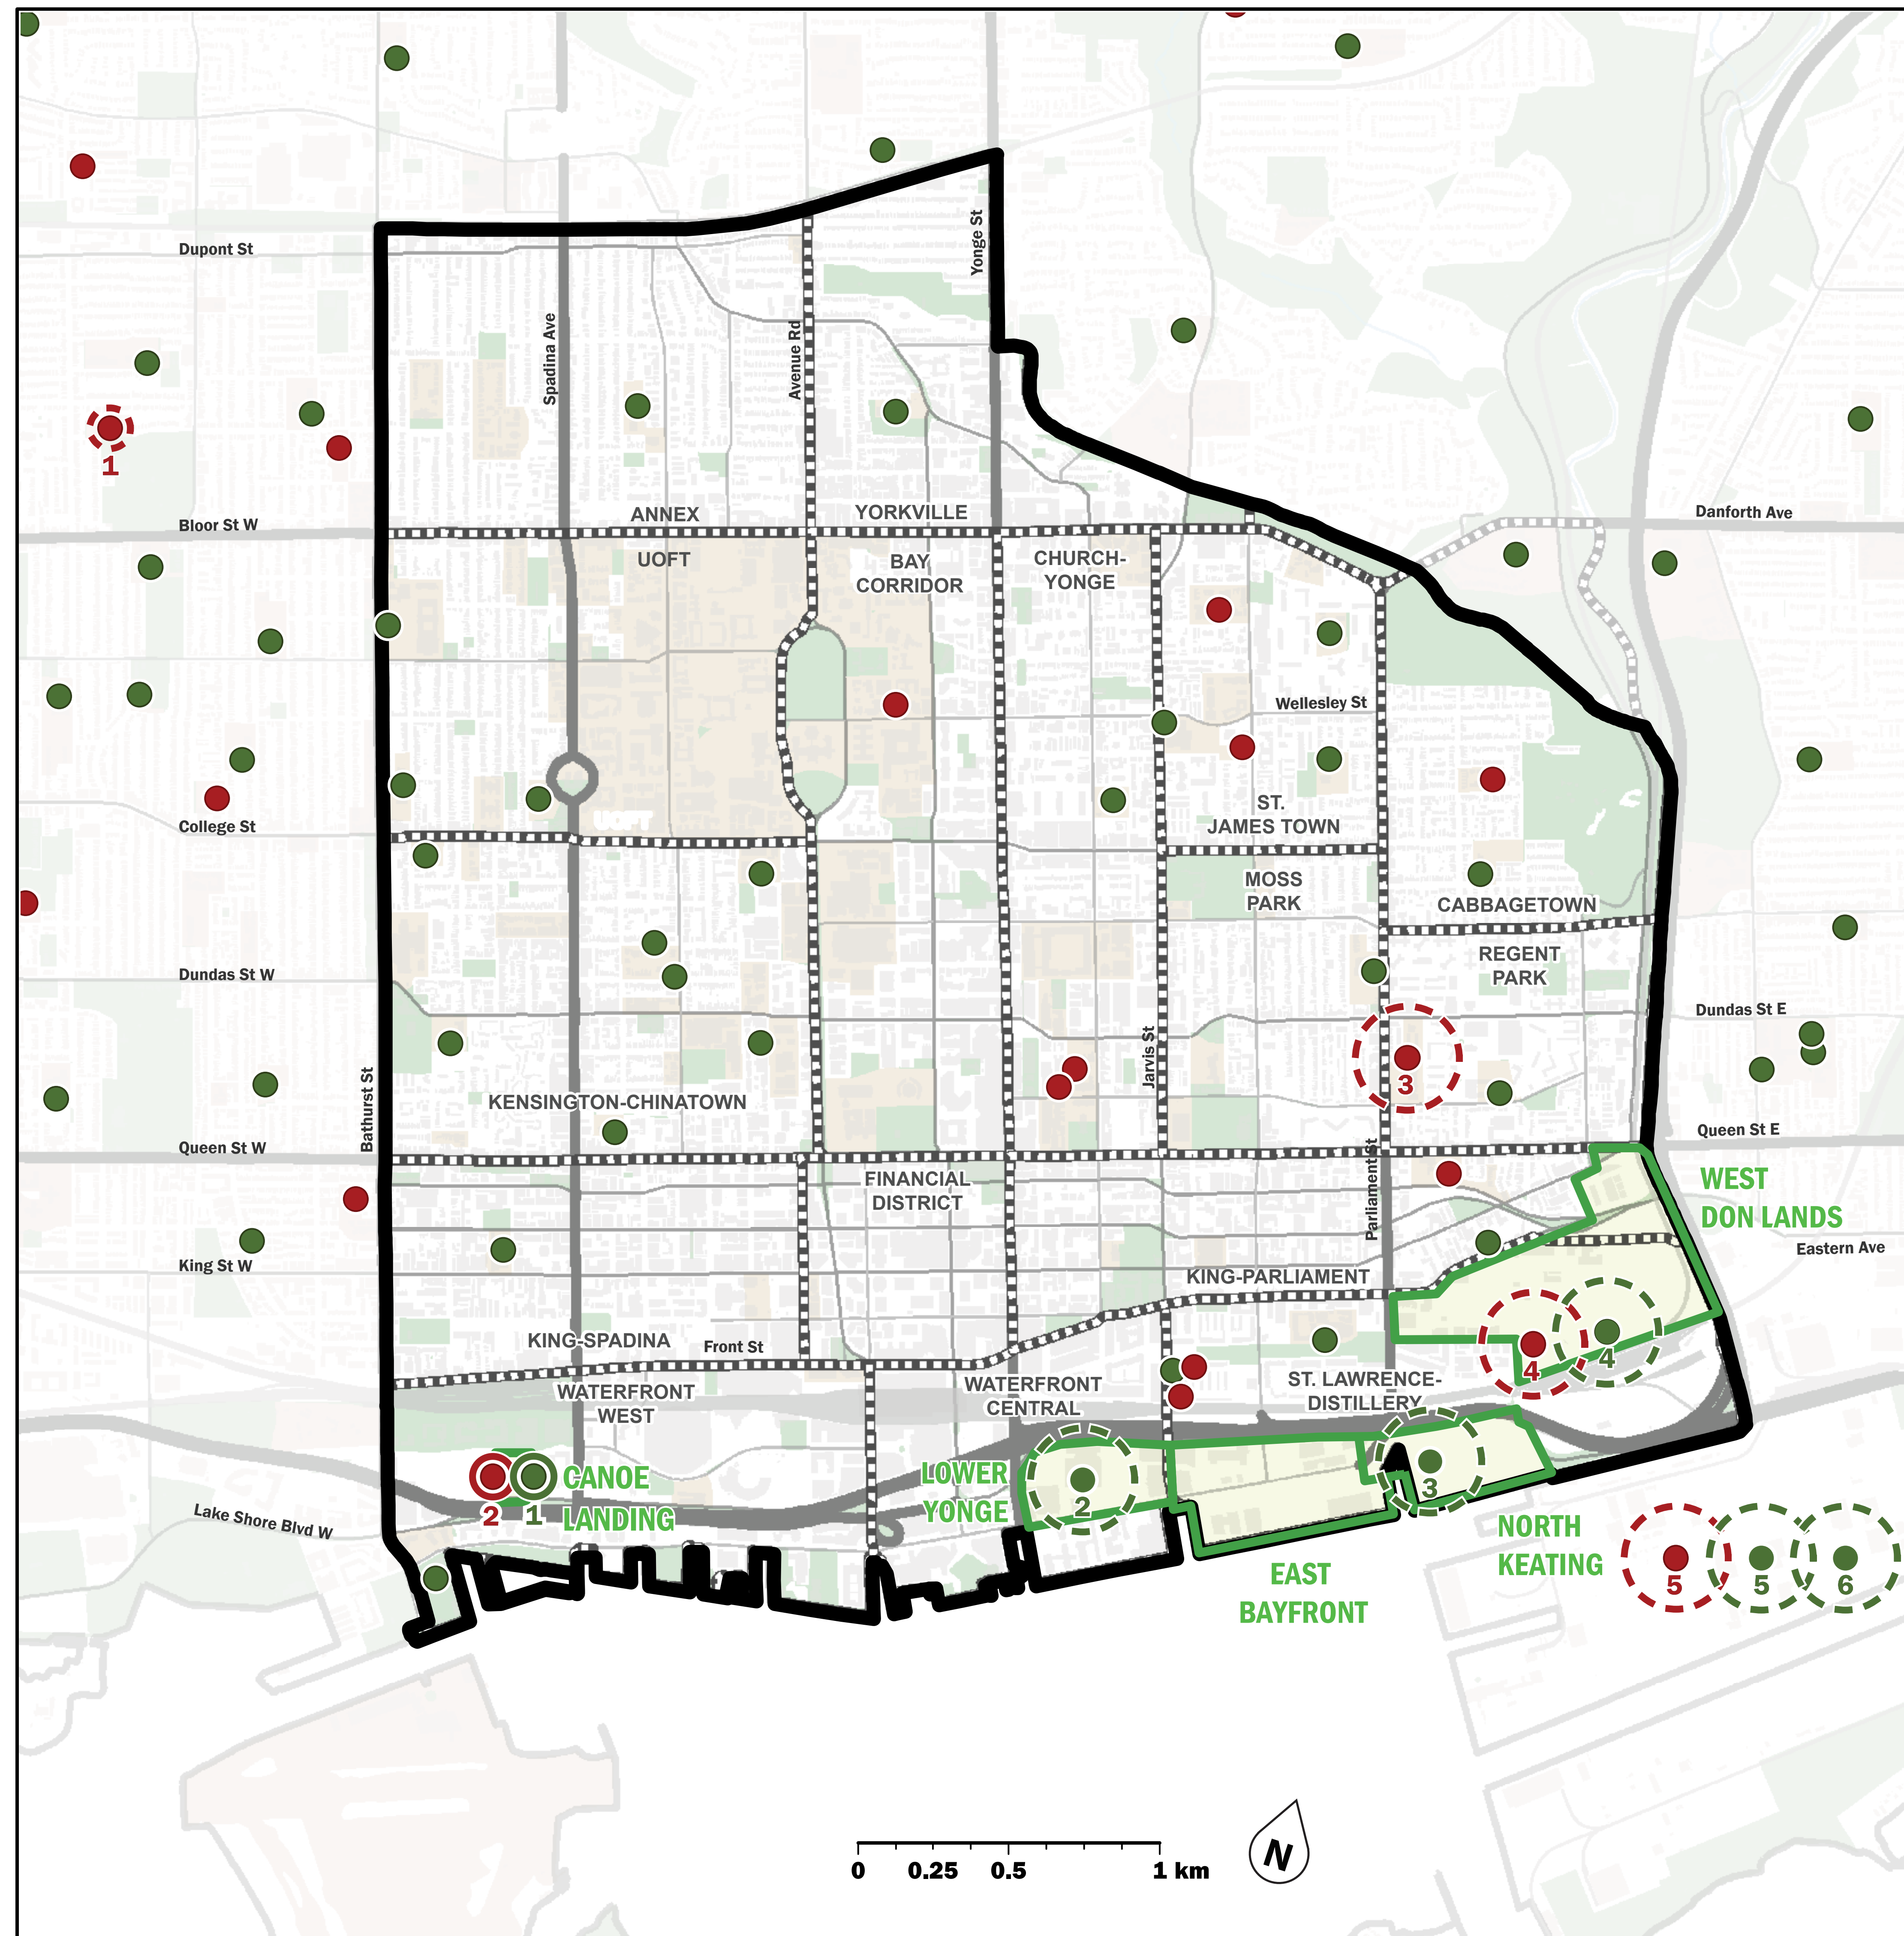 Dupont St
Yonge St
Spadina Ave
Avenue Rd
1
Bloor St W
ANNEX
YORKVILLE
Danforth Ave
UOFT
BAY
CORRIDOR
CHURCH-
YONGE
Wellesley St
College St
UOFT
ST.
JAMES TOWN
MOSS
PARK
CABBAGETOWN
REGENT
PARK
Dundas St W
Dundas St E
Jarvis St
3
Bathurst St
KENSINGTON-CHINATOWN
Queen St W
Queen St E
Parliament St
FINANCIAL
DISTRICT
WEST
DON LANDS
King St W
Eastern Ave
KING-PARLIAMENT
KING-SPADINA
Front St
4
4
WATERFRONT
WEST
WATERFRONT
CENTRAL
ST. LAWRENCE-
DISTILLERY
CANOE
LANDING
2
1
LOWER
YONGE
2
3
Lake Shore Blvd W
NORTH
KEATING
5
5
6
EAST
BAYFRONT
0
0.25
0.5
1 km
N